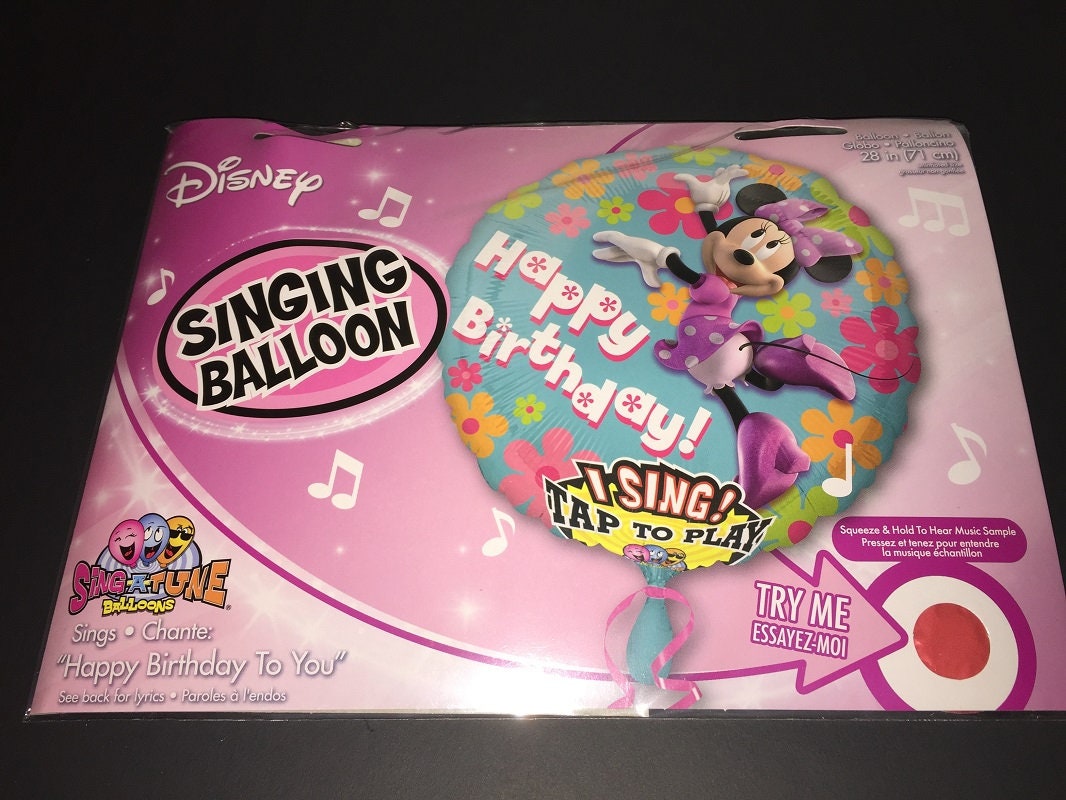 Disney
SINGING
BALLOON
Balloon • Ballon
Globo • Palloncino
28 in (71 cm)
Happy
Birthday!
I SING!
TAP TO PLAY
Squeeze & Hold To Hear Music Sample
Pressez et tenez pour entendre
la musique échantillon
TRY ME
ESSAYEZ-MOI
SING-A-TUNE
BALLOONS
Sings • Chante:
"Happy Birthday To You"
See back for lyrics • Paroles à l'endos